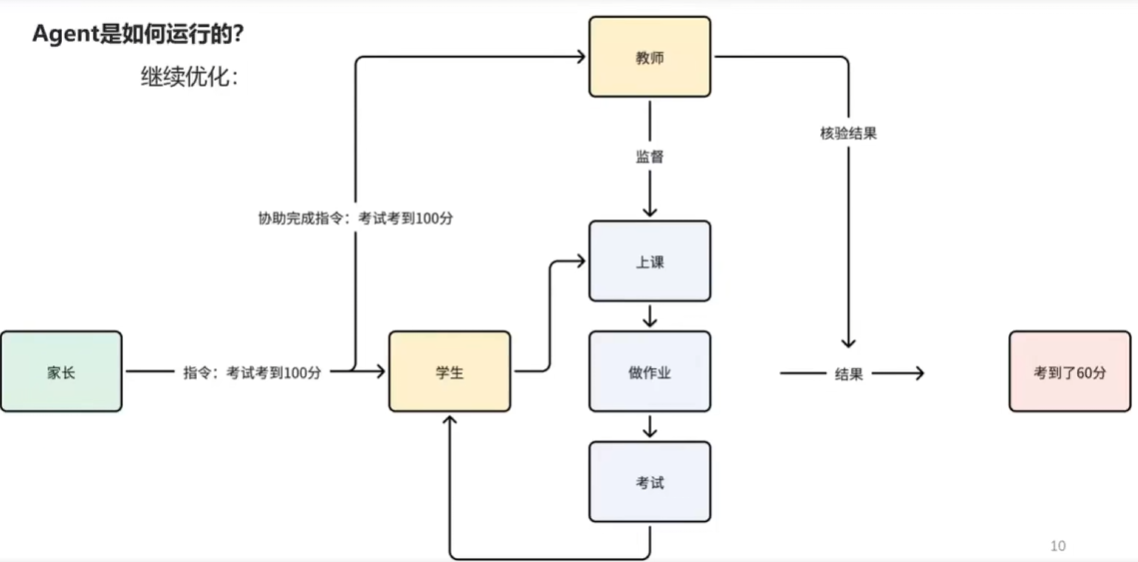 Agent是如何运行的?
继续优化：
教师
核验结果
监督
协助完成指令：考试考到100分
上课
家长
指令：考试考到100分
学生
做作业
结果
考到了60分
考试
10